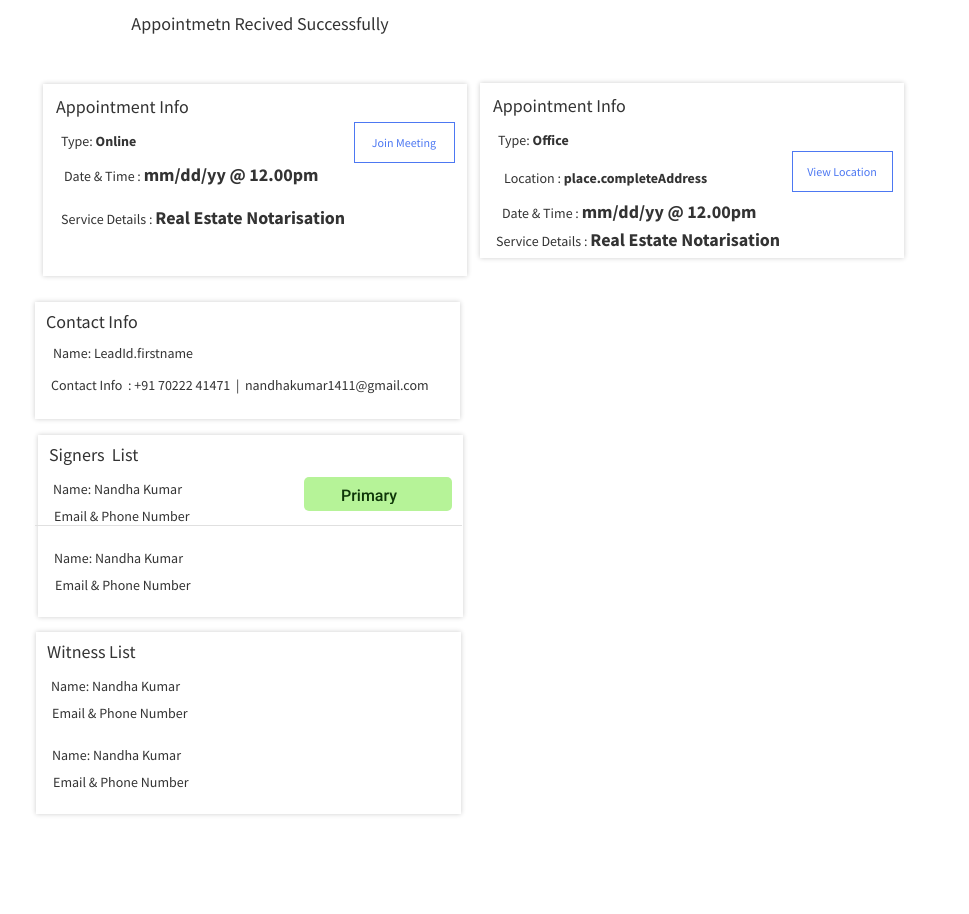 Appointmetn Recived Successfully
Appointment Info
Type: Online
Join Meeting
Date & Time : mm/dd/yy @ 12.00pm
Service Details : Real Estate Notarisation
Appointment Info
Type: Office
View Location
Location : place.completeAddress
Date & Time : mm/dd/yy @ 12.00pm
Service Details : Real Estate Notarisation
Contact Info
Name: LeadId.firstname
Contact Info : +91 70222 41471 | nandhakumar1411@gmail.com
Signers List
Name: Nandha Kumar
Primary
Email & Phone Number
Name: Nandha Kumar
Email & Phone Number
Witness List
Name: Nandha Kumar
Email & Phone Number
Name: Nandha Kumar
Email & Phone Number